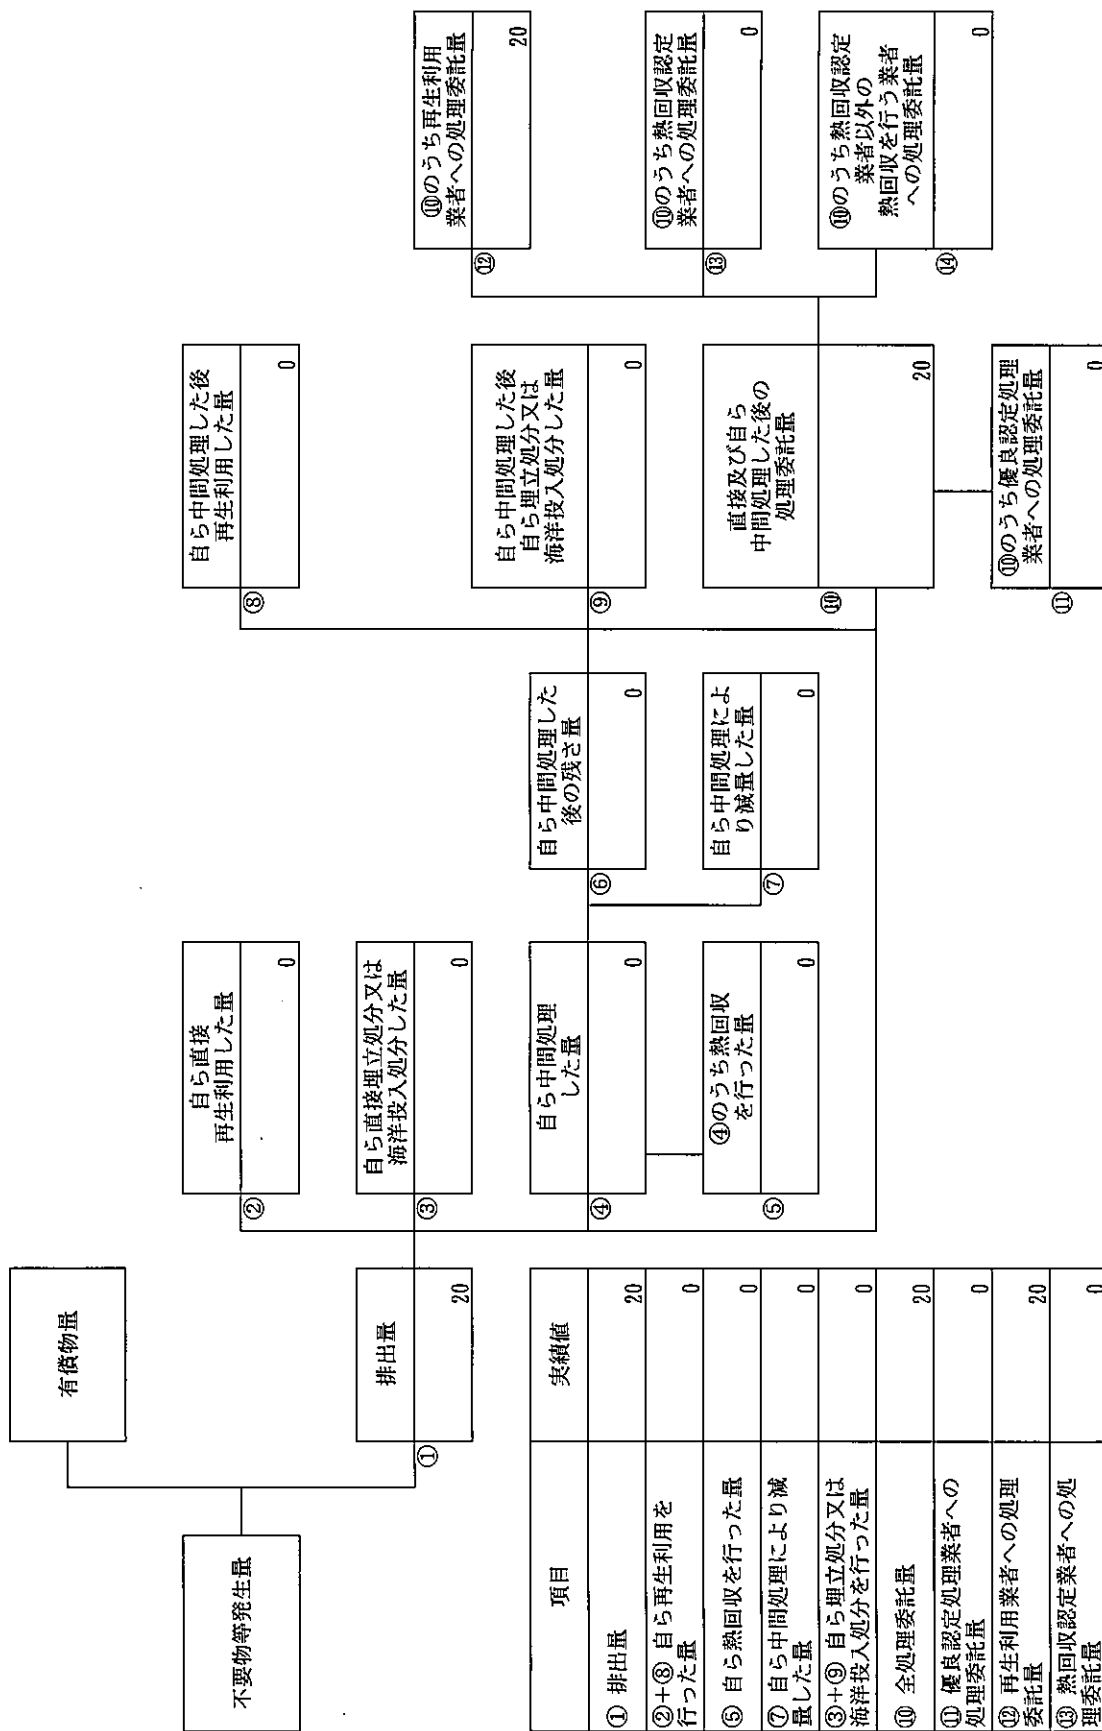 不要物等発生量
有償物量
排出量
①
20
自ら直接
再生利用した量
②
0
自ら直接埋立処分又は
海洋投入処分した量
③
0
自ら中間処理
した量
④
0
④のうち熱回収
を行った量
⑤
0
自ら中間処理した
後の残さ量
⑥
0
自ら中間処理によ
り減量した量
⑦
0
自ら中間処理した後
再生利用した量
⑧
0
自ら中間処理した後
自ら埋立処分又は
海洋投入処分した量
⑨
0
直接及び自ら
中間処理した後の
処理委託量
⑩
20
⑩のうち優良認定処理
業者への処理委託量
⑪
0
⑩のうち再生利用
業者への処理委託量
⑫
20
⑩のうち熱回収認定
業者への処理委託量
⑬
0
⑩のうち熱回収認定
業者以外の
熱回収を行う業者
への処理委託量
⑭
0
項目
実績値
① 排出量
20
②+⑧ 自ら再生利用を
行った量
0
⑤ 自ら熱回収を行った量
0
⑦ 自ら中間処理により減
量した量
0
③+⑨ 自ら埋立処分又は
海洋投入処分を行った量
0
⑩ 全処理委託量
20
⑪ 優良認定処理業者への
処理委託量
0
⑫ 再生利用業者への処理
委託量
20
⑬ 熱回収認定業者への処
理委託量
0